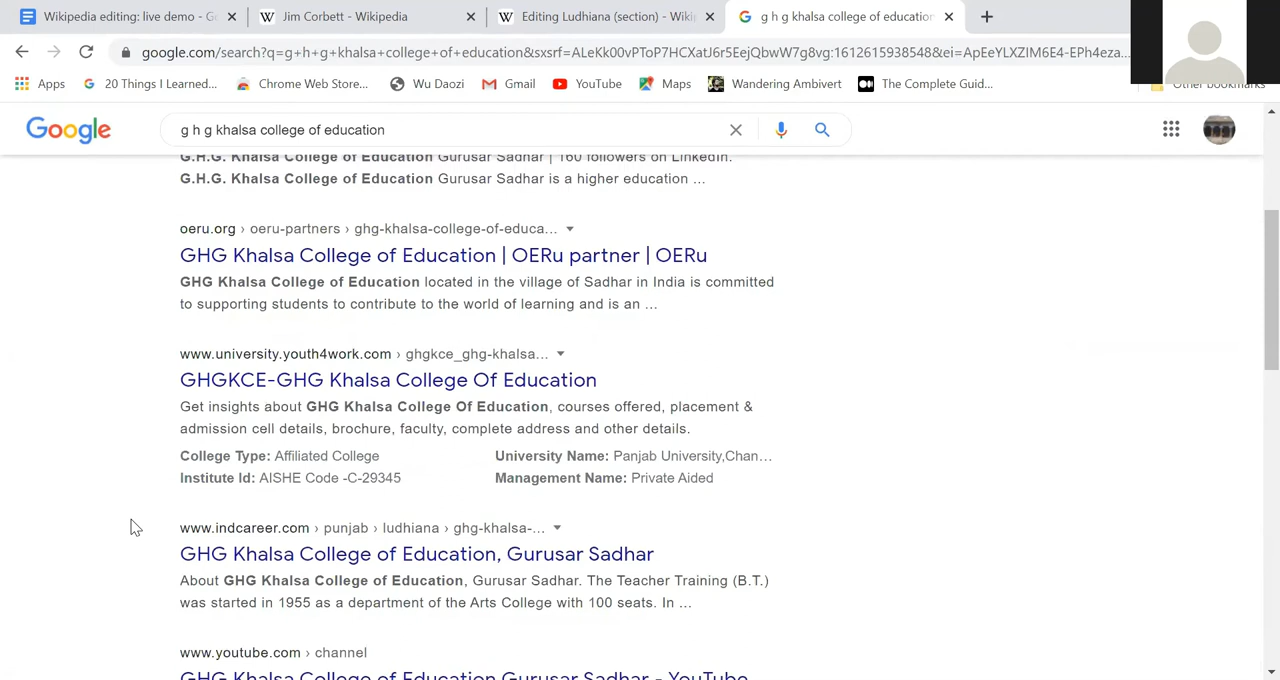 Wikipedia editing: live demo - Go
Jim Corbett - Wikipedia
Editing Ludhiana (section) - Wiki
g h g khalsa college of education
google.com/search?q=g+h+g+khalsa+college+of+education&sxsrf=ALeKk00vPToP7HCXatJ6r5EejQbwW7g8vg:1612615938548&ei=ApEeYLXZIM6E4-EPh4eza...
Apps
20 Things I Learned...
Chrome Web Store...
Wu Daozi
Gmail
YouTube
Maps
Wandering Ambivert
The Complete Guid...
Other bookmarks
Google
g h g khalsa college of education
G.H.G. Khalsa College of Education Gurusar Sadhar | 160 followers on LinkedIn.
G.H.G. Khalsa College of Education Gurusar Sadhar is a higher education ...
oeru.org › oeru-partners › ghg-khalsa-college-of-educa...
GHG Khalsa College of Education | OERu partner | OERu
GHG Khalsa College of Education located in the village of Sadhar in India is committed
to supporting students to contribute to the world of learning and is an ...
www.university.youth4work.com › ghgkce_ghg-khalsa...
GHGKCE-GHG Khalsa College Of Education
Get insights about GHG Khalsa College Of Education, courses offered, placement &
admission cell details, brochure, faculty, complete address and other details.
College Type: Affiliated College
University Name: Panjab University,Chan...
Institute Id: AISHE Code -C-29345
Management Name: Private Aided
www.indcareer.com › punjab › ludhiana › ghg-khalsa-...
GHG Khalsa College of Education, Gurusar Sadhar
About GHG Khalsa College of Education, Gurusar Sadhar. The Teacher Training (B.T.)
was started in 1955 as a department of the Arts College with 100 seats. In ...
www.youtube.com › channel
GHG Khalsa College of Education Gurusar Sadhar - YouTube